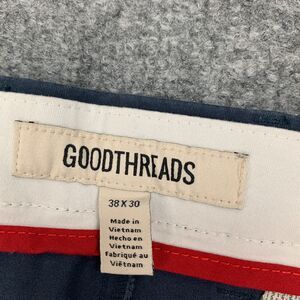 GOODTHREADS
38 X 30
Made in
Vietnam
Hecho en
Vietnam
Fabriqué au
Viêtnam